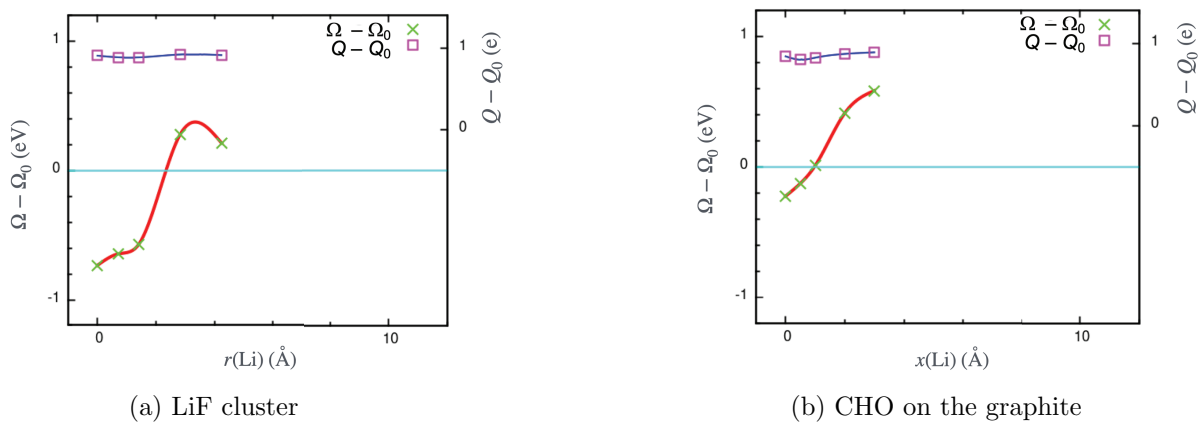 Ω − Ω₀
Q − Q₀
Ω − Ω₀ (eV)
1
0
-1
Q − Q₀ (e)
1
0
0
10
r(Li) (Å)
(a) LiF cluster
Ω − Ω₀
Q − Q₀
Ω − Ω₀ (eV)
1
0
-1
Q − Q₀ (e)
1
0
0
10
x(Li) (Å)
(b) CHO on the graphite